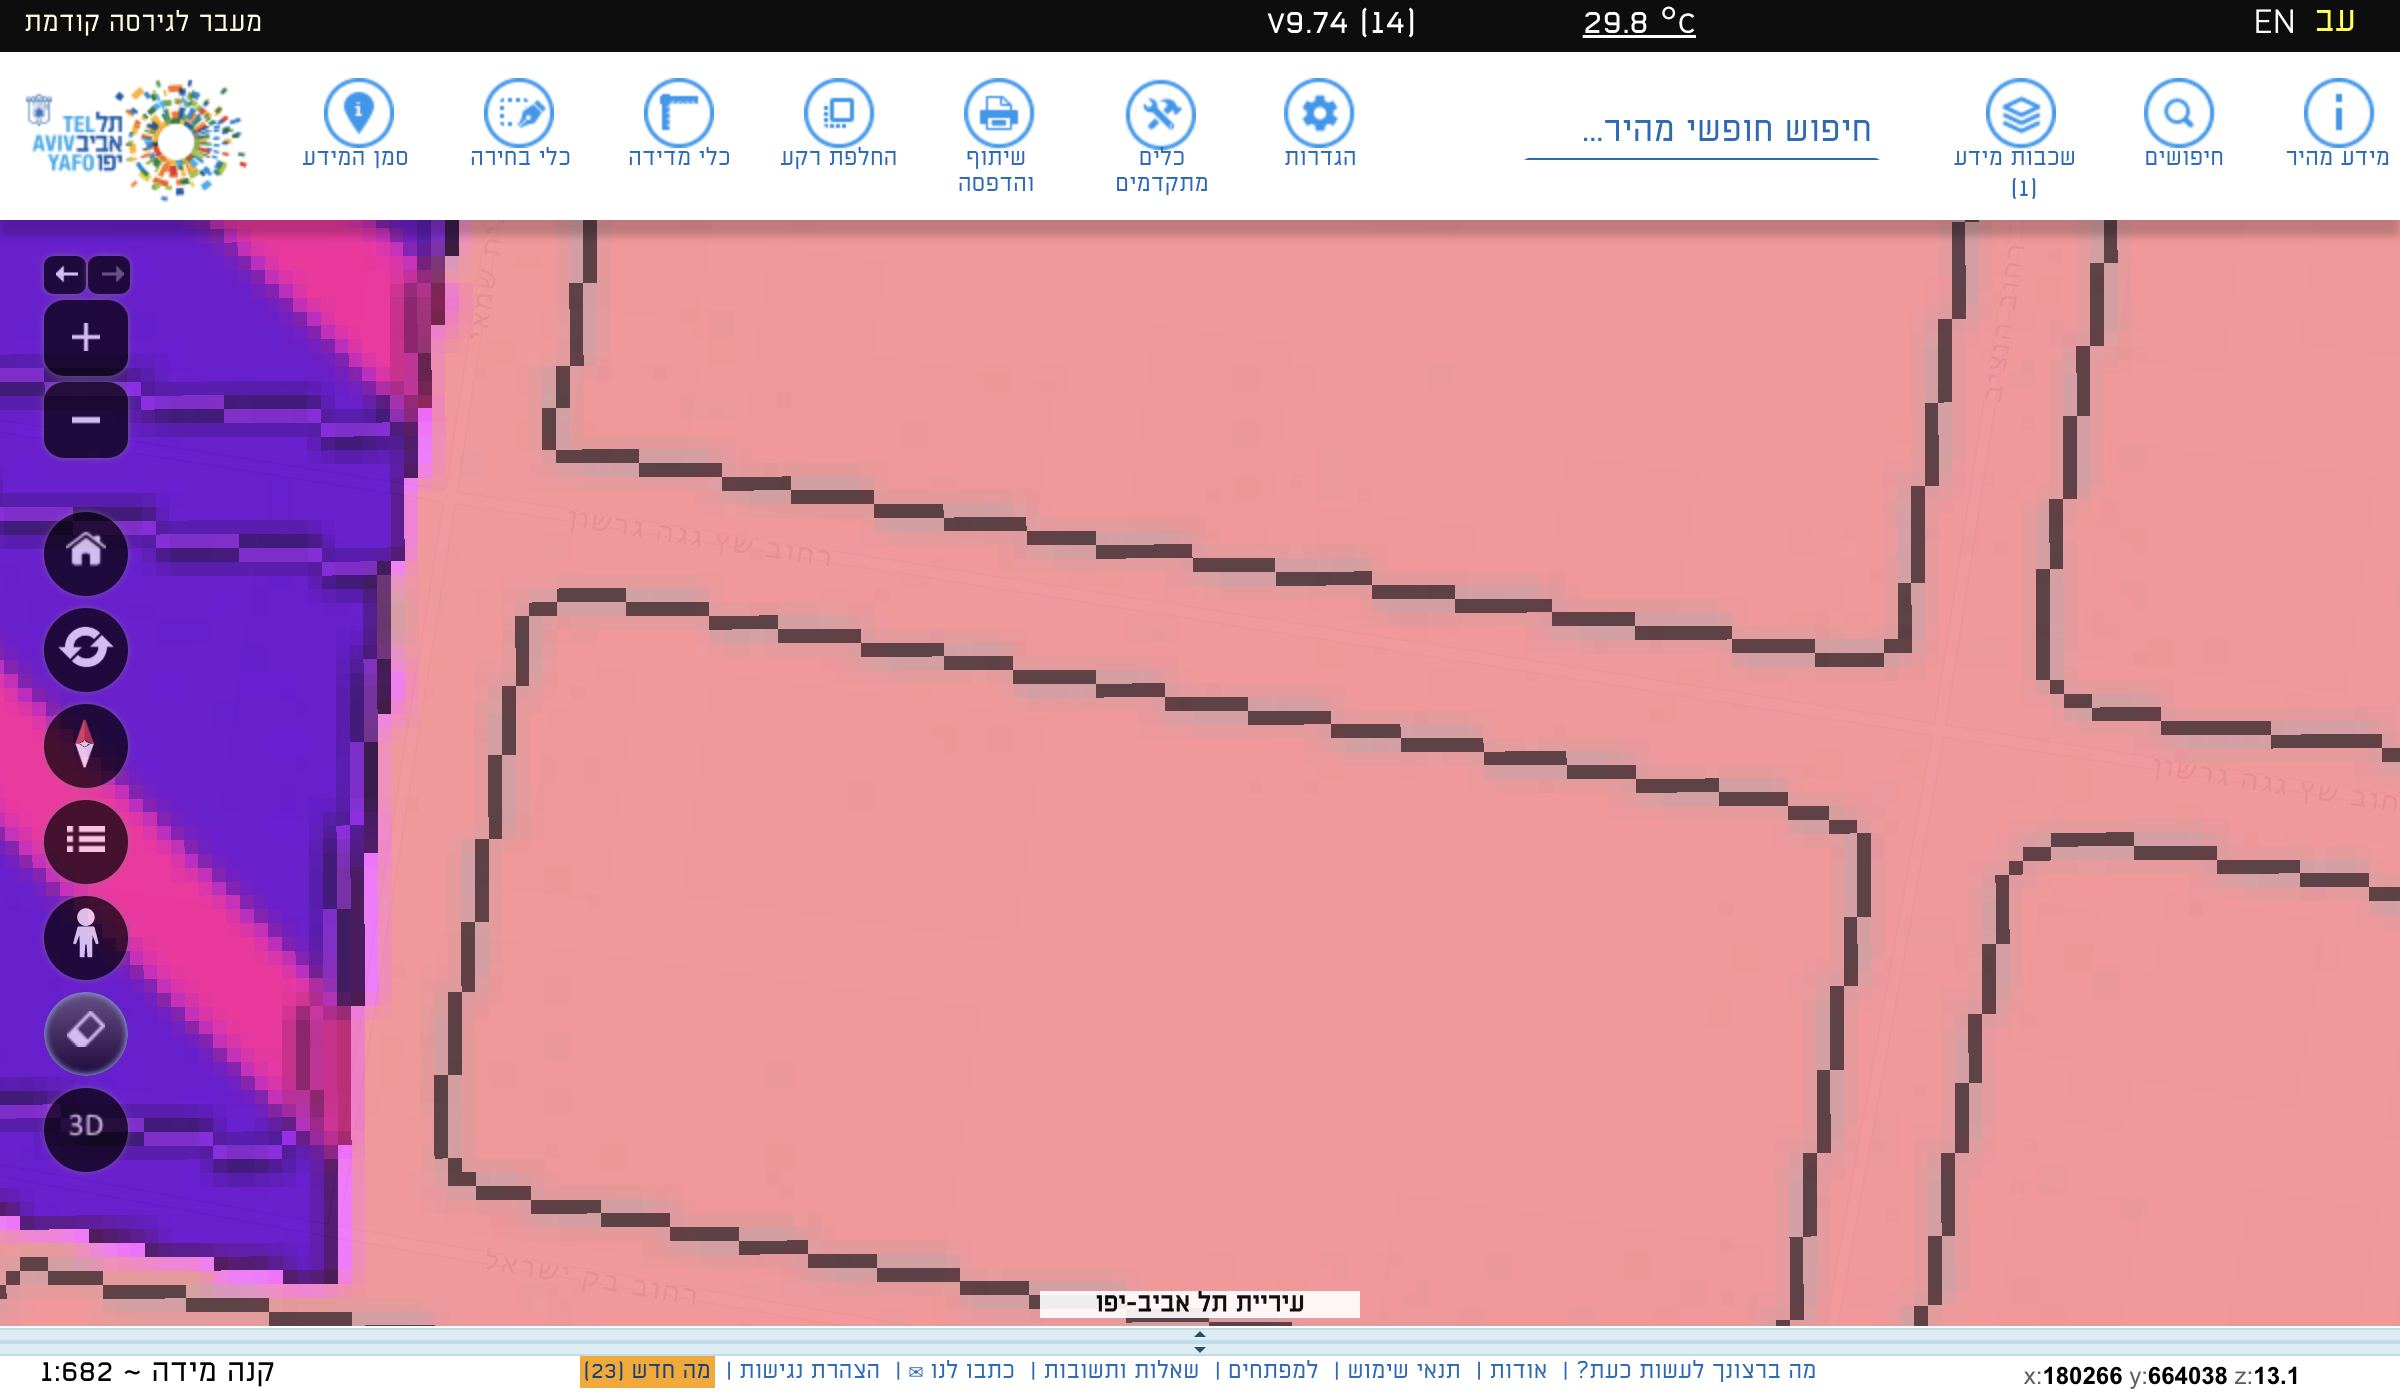 עב EN
29.8 °C
V9.74 (14)
מעבר לגירסה קודמת
מידע מהיר
חיפושים
שכבות מידע
(1)
חיפוש חופשי מהיר...
הגדרות
כלים
מתקדמים
שיתוף
והדפסה
החלפת רקע
כלי מדידה
כלי בחירה
סמן המידע
תל
אביב
יפו
TEL
AVIV
YAFO
רחוב הנציב
רחוב שץ גגה גרשון
רחוב שץ גגה גרשון
שמאי
3D
רחוב בק ישראל
עיריית תל אביב-יפו
x:180266 y:664038 z:13.1
מה ברצונך לעשות כעת? | אודות | תנאי שימוש | למפתחים | שאלות ותשובות | כתבו לנו ✉ | הצהרת נגישות | מה חדש (23)
קנה מידה ~ 1:682